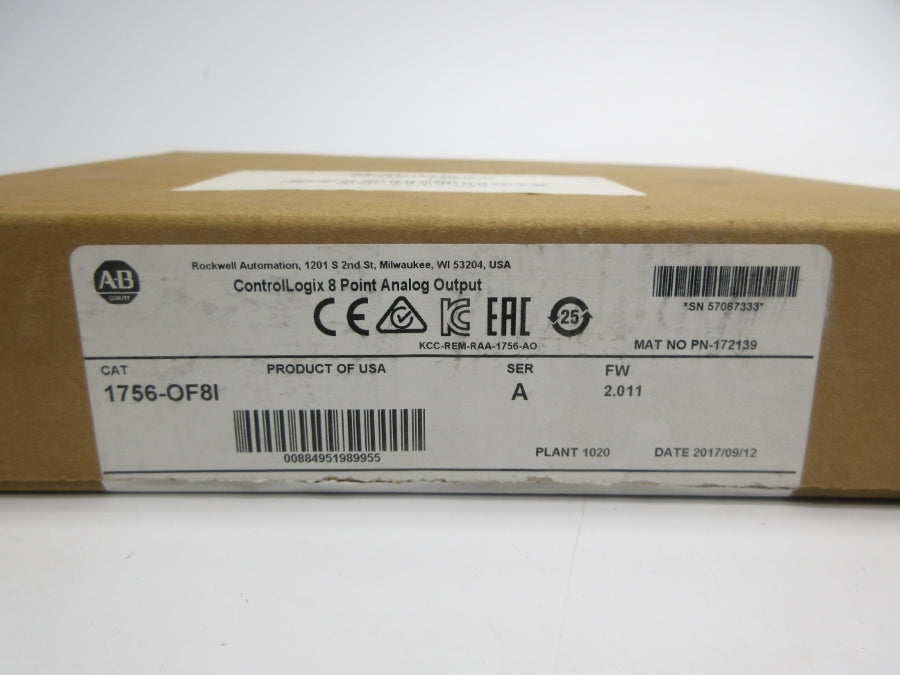 A·B
QUALITY
Rockwell Automation, 1201 S 2nd St, Milwaukee, WI 53204, USA
ControlLogix 8 Point Analog Output
*SN 57067333*
CE KC EAC 25
KCC-REM-RAA-1756-AO
MAT NO PN-172139
CAT PRODUCT OF USA SER FW
1756-OF8I A 2.011
00884951989955
PLANT 1020 DATE 2017/09/12